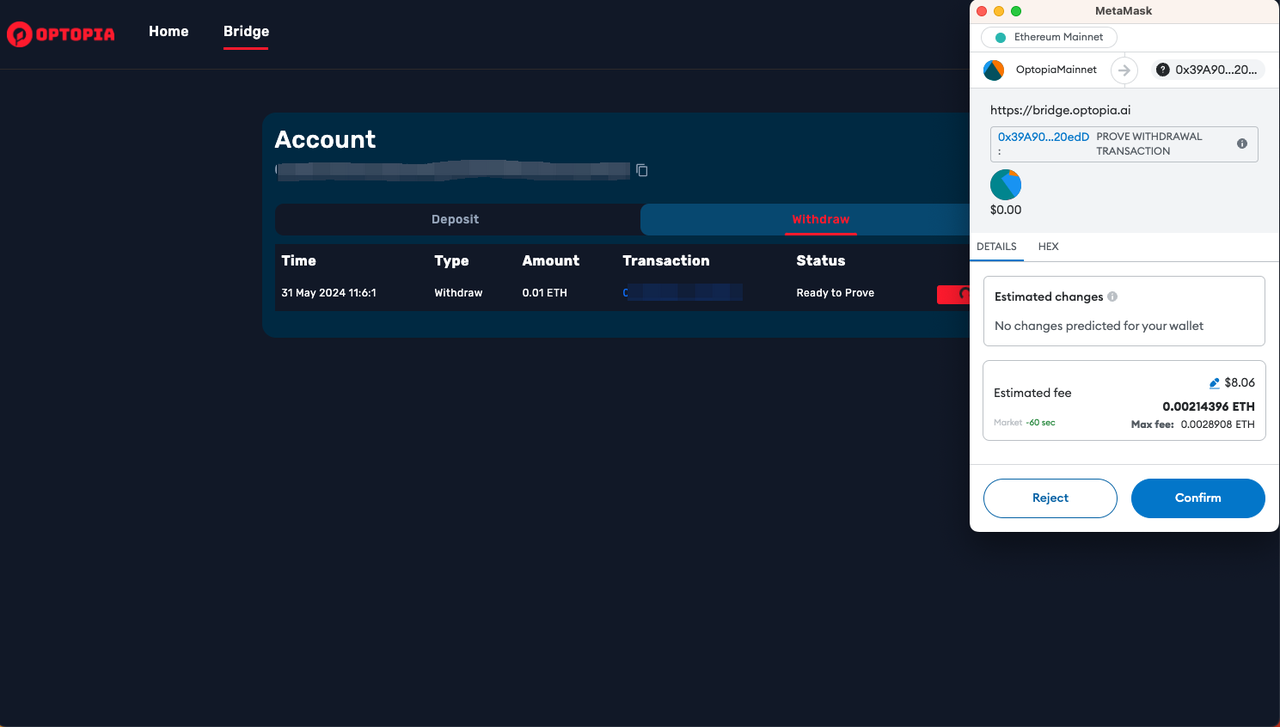 OPTOPIA
Home
Bridge
Account
Deposit
Withdraw
Time
Type
Amount
Transaction
Status
31 May 2024 11:6:1
Withdraw
0.01 ETH
Ready to Prove
MetaMask
Ethereum Mainnet
OptopiaMainnet
0x39A90...20...
https://bridge.optopia.ai
0x39A90...20edD
:
PROVE WITHDRAWAL
TRANSACTION
$0.00
DETAILS
HEX
Estimated changes
No changes predicted for your wallet
Estimated fee
$8.06
0.00214396 ETH
Market ~60 sec
Max fee: 0.0028908 ETH
Reject
Confirm